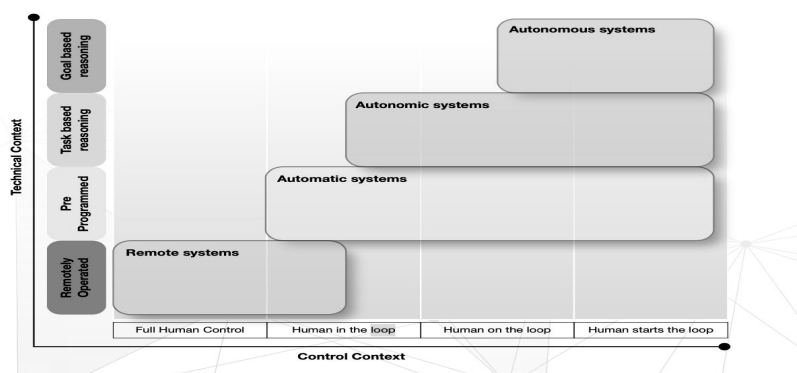 Technical Context
Goal based
reasoning
Autonomous systems
Task based
reasoning
Autonomic systems
Pre
Programmed
Automatic systems
Remotely
Operated
Remote systems
Full Human Control
Human in the loop
Human on the loop
Human starts the loop
Control Context